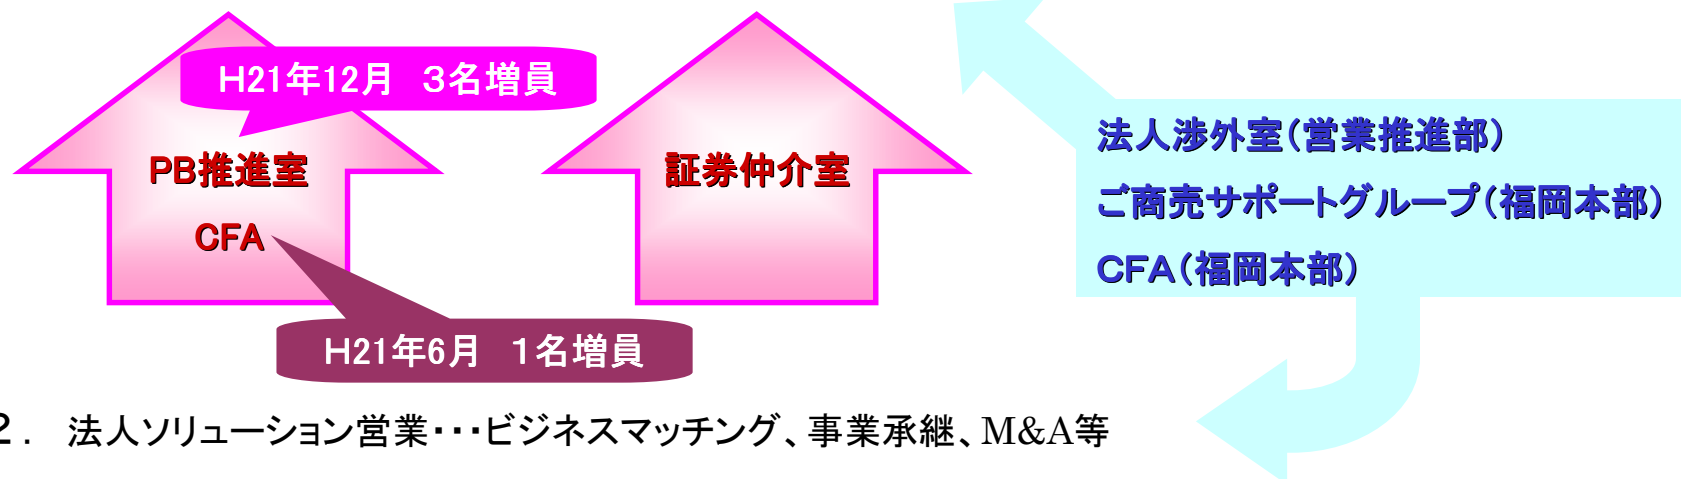 H21年12月　３名増員
PB推進室
CFA
H21年6月　１名増員
証券仲介室
法人渉外室（営業推進部）
ご商売サポートグループ（福岡本部）
CFA（福岡本部）
２．　法人ソリューション営業・・・ビジネスマッチング、事業承継、M&A等